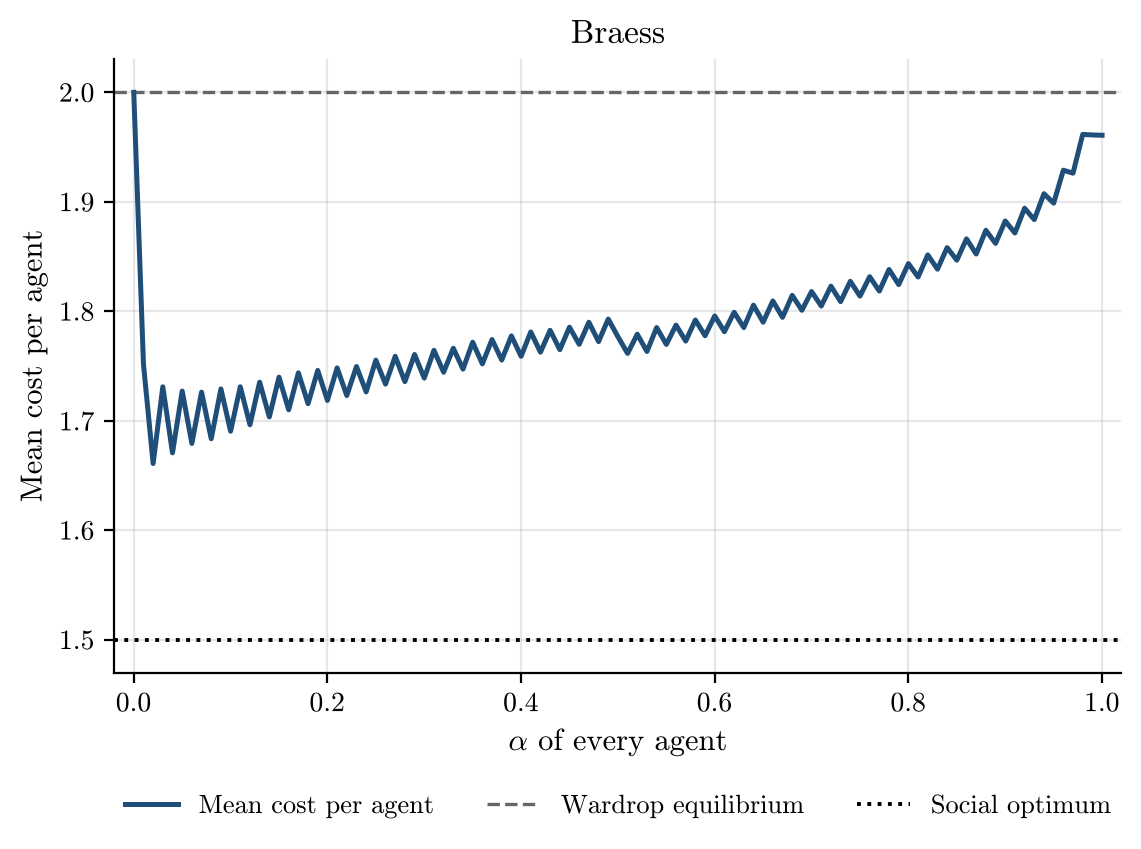 Braess
Mean cost per agent
2.0
1.9
1.8
1.7
1.6
1.5
0.0 0.2 0.4 0.6 0.8 1.0
α of every agent
Mean cost per agent Wardrop equilibrium Social optimum